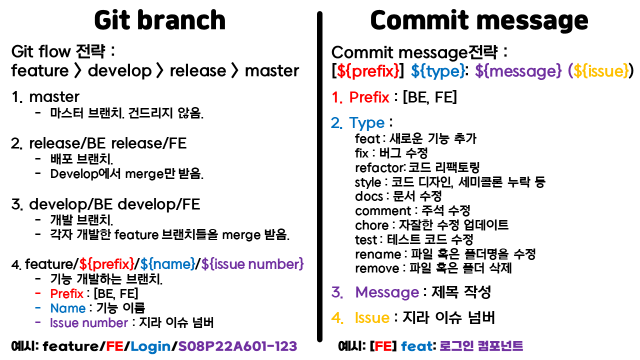 Git branch
Git flow 전략 :
feature > develop > release > master
1. master
- 마스터 브랜치. 건드리지 않음.
2. release/BE release/FE
- 배포 브랜치.
- Develop에서 merge만 받음.
3. develop/BE develop/FE
- 개발 브랜치.
- 각자 개발한 feature 브랜치들을 merge 받음.
4. feature/${prefix}/${name}/${issue number}
- 기능 개발하는 브랜치.
- Prefix : [BE, FE]
- Name : 기능 이름
- Issue number : 지라 이슈 넘버
예시: feature/FE/Login/S08P22A601-123
Commit message
Commit message전략 :
[${prefix}] ${type}: ${message} (${issue})
1. Prefix : [BE, FE]
2. Type :
feat : 새로운 기능 추가
fix : 버그 수정
refactor: 코드 리팩토링
style : 코드 디자인, 세미콜론 누락 등
docs : 문서 수정
comment : 주석 수정
chore : 자잘한 수정 업데이트
test : 테스트 코드 수정
rename : 파일 혹은 폴더명을 수정
remove : 파일 혹은 폴더 삭제
3. Message : 제목 작성
4. Issue : 지라 이슈 넘버
예시: [FE] feat: 로그인 컴포넌트